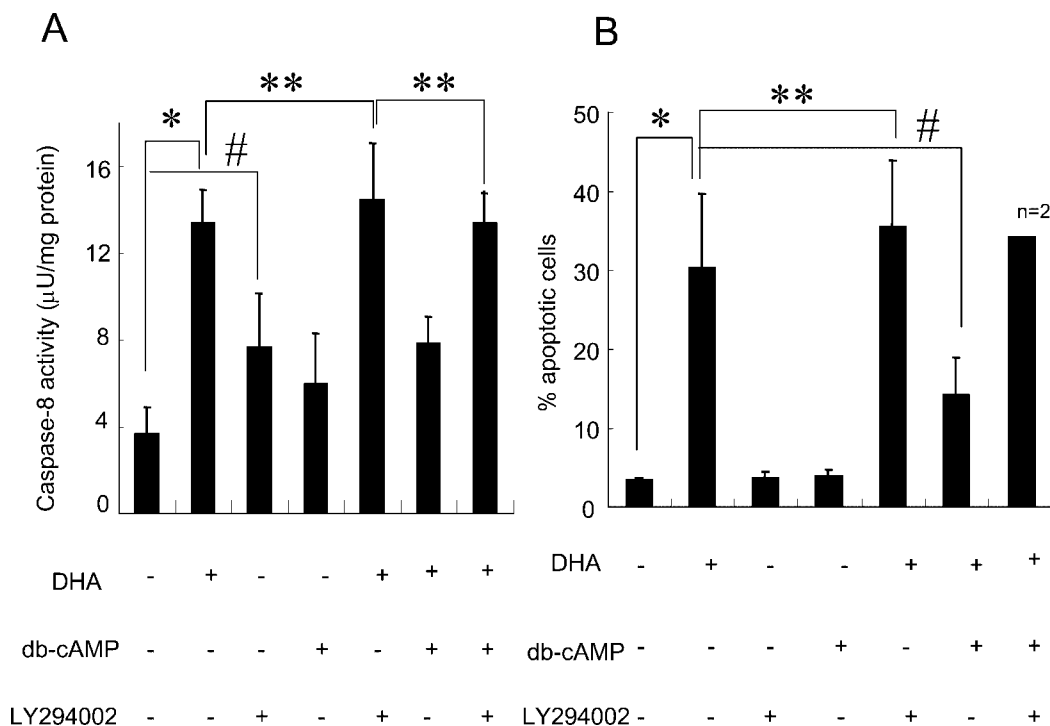 A
B
* ** **
#
Caspase-8 activity (μU/mg protein)
16
12
8
4
0
DHA - + - - + + +
db-cAMP - - - + - + +
LY294002 - - + - + - +
* **
#
n=2
% apoptotic cells
50
40
30
20
10
0
DHA - + - - + + +
db-cAMP - - - + - + +
LY294002 - - + - + - +